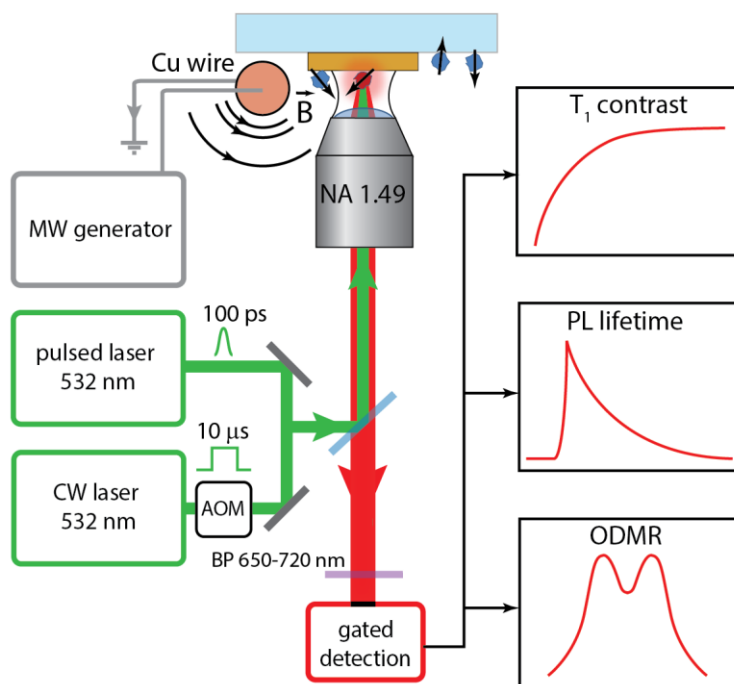 Cu wire
B
NA 1.49
MW generator
T₁ contrast
100 ps
pulsed laser
532 nm
PL lifetime
10 μs
CW laser
532 nm
AOM
BP 650-720 nm
gated
detection
ODMR